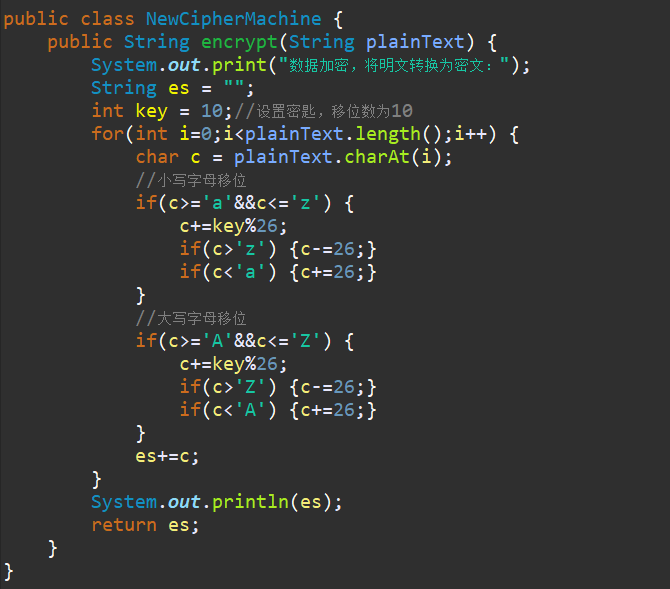 public class NewCipherMachine {
    public String encrypt(String plainText) {
        System.out.print("数据加密，将明文转换为密文：");
        String es = "";
        int key = 10;//设置密匙，移位数为10
        for(int i=0;i<plainText.length();i++) {
            char c = plainText.charAt(i);
            //小写字母移位
            if(c>='a'&&c<='z') {
                c+=key%26;
                if(c>'z') {c-=26;}
                if(c<'a') {c+=26;}
            }
            //大写字母移位
            if(c>='A'&&c<='Z') {
                c+=key%26;
                if(c>'Z') {c-=26;}
                if(c<'A') {c+=26;}
            }
            es+=c;
        }
        System.out.println(es);
        return es;
    }
}